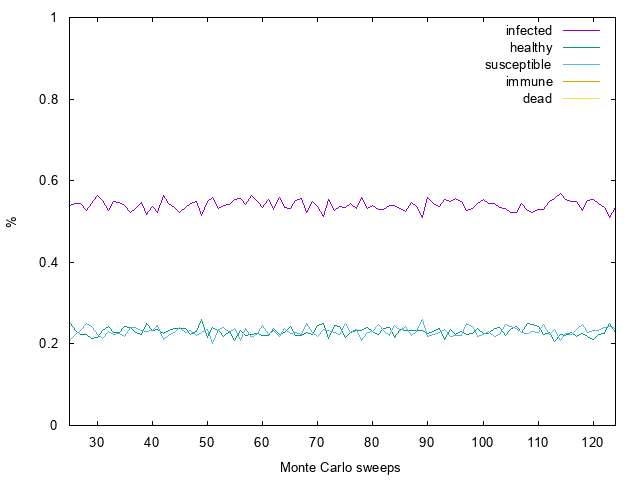 1
0.8
0.6
0.4
0.2
0
%
infected
healthy
susceptible
immune
dead
30 40 50 60 70 80 90 100 110 120
Monte Carlo sweeps